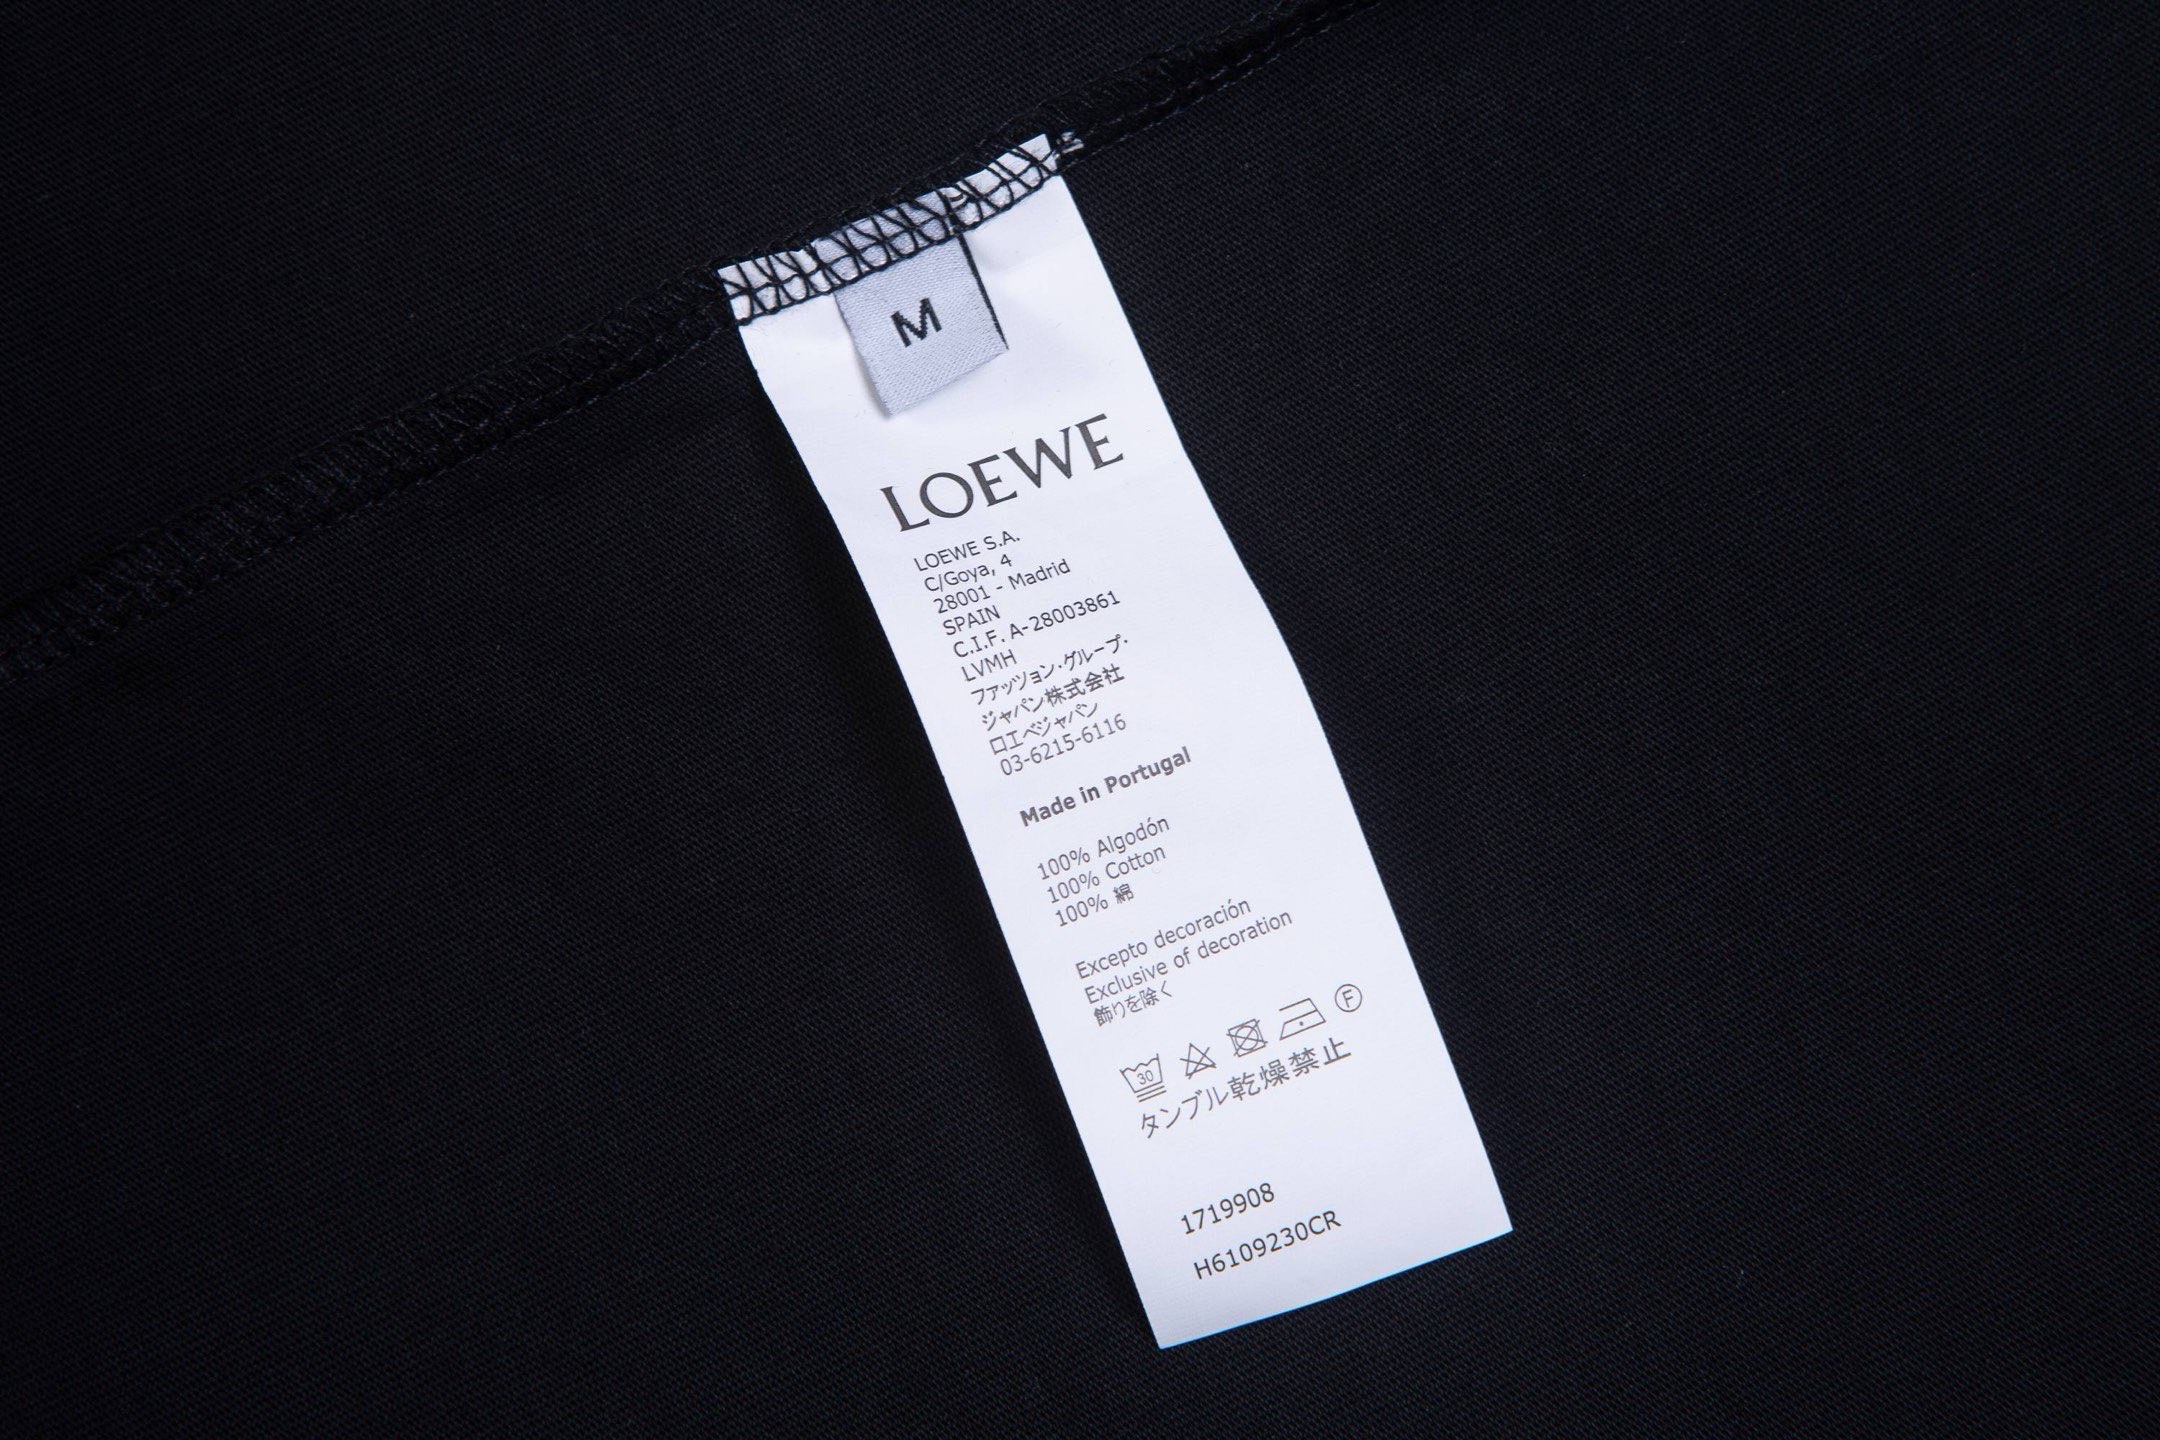 M
LOEWE
LOEWE S.A.
C/Goya, 4
28001 - Madrid
SPAIN
C.I.F. A-28003861
LVMH
ファッション・グループ・
ジャパン株式会社
ロエベジャパン
03-6215-6116
Made in Portugal
100% Algodón
100% Cotton
100% 綿
Excepto decoración
Exclusive of decoration
飾りを除く
30 F
タンブル乾燥禁止
1719908
H6109230CR